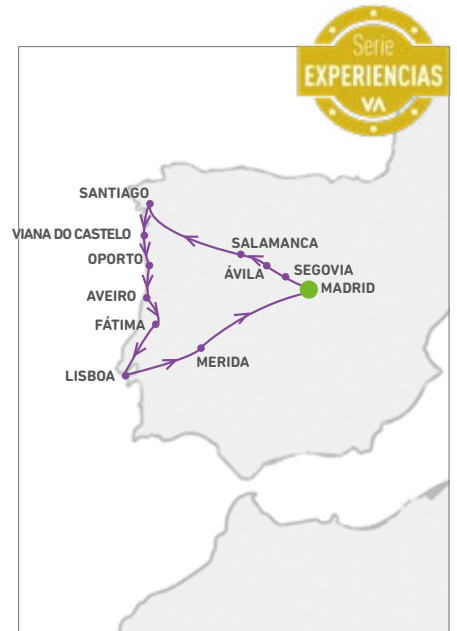 Serie
EXPERIENCIAS
VA
SANTIAGO
VIANA DO CASTELO
SALAMANCA
OPORTO
ÁVILA
SEGOVIA
MADRID
AVEIRO
FÁTIMA
MERIDA
LISBOA